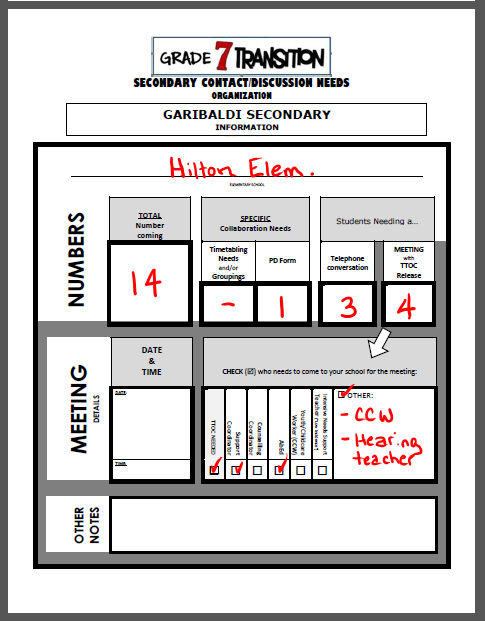 GRADE 7 TRANSITION
SECONDARY CONTACT/DISCUSSION NEEDS
ORGANIZATION
GARIBALDI SECONDARY
INFORMATION
Hilton Elem.
ELEMENTARY SCHOOL
NUMBERS
TOTAL
Number
coming
14
SPECIFIC
Collaboration Needs
Timetabling
Needs
and/or
Groupings
–
PD Form
1
Students Needing a...
Telephone
conversation
3
MEETING
with
TTOC
Release
4
MEETING
DETAILS
DATE
&
TIME
DATE:
TIME:
CHECK (☑) who needs to come to your school for the meeting:
TTOC NEEDED
Support
Coordinator
Counselling
Coordinator
AbEd
Youth/Childcare
Worker (CCW)
Intensive Needs Support
Teacher
OTHER:
- CCW
- Hearing
teacher
OTHER
NOTES